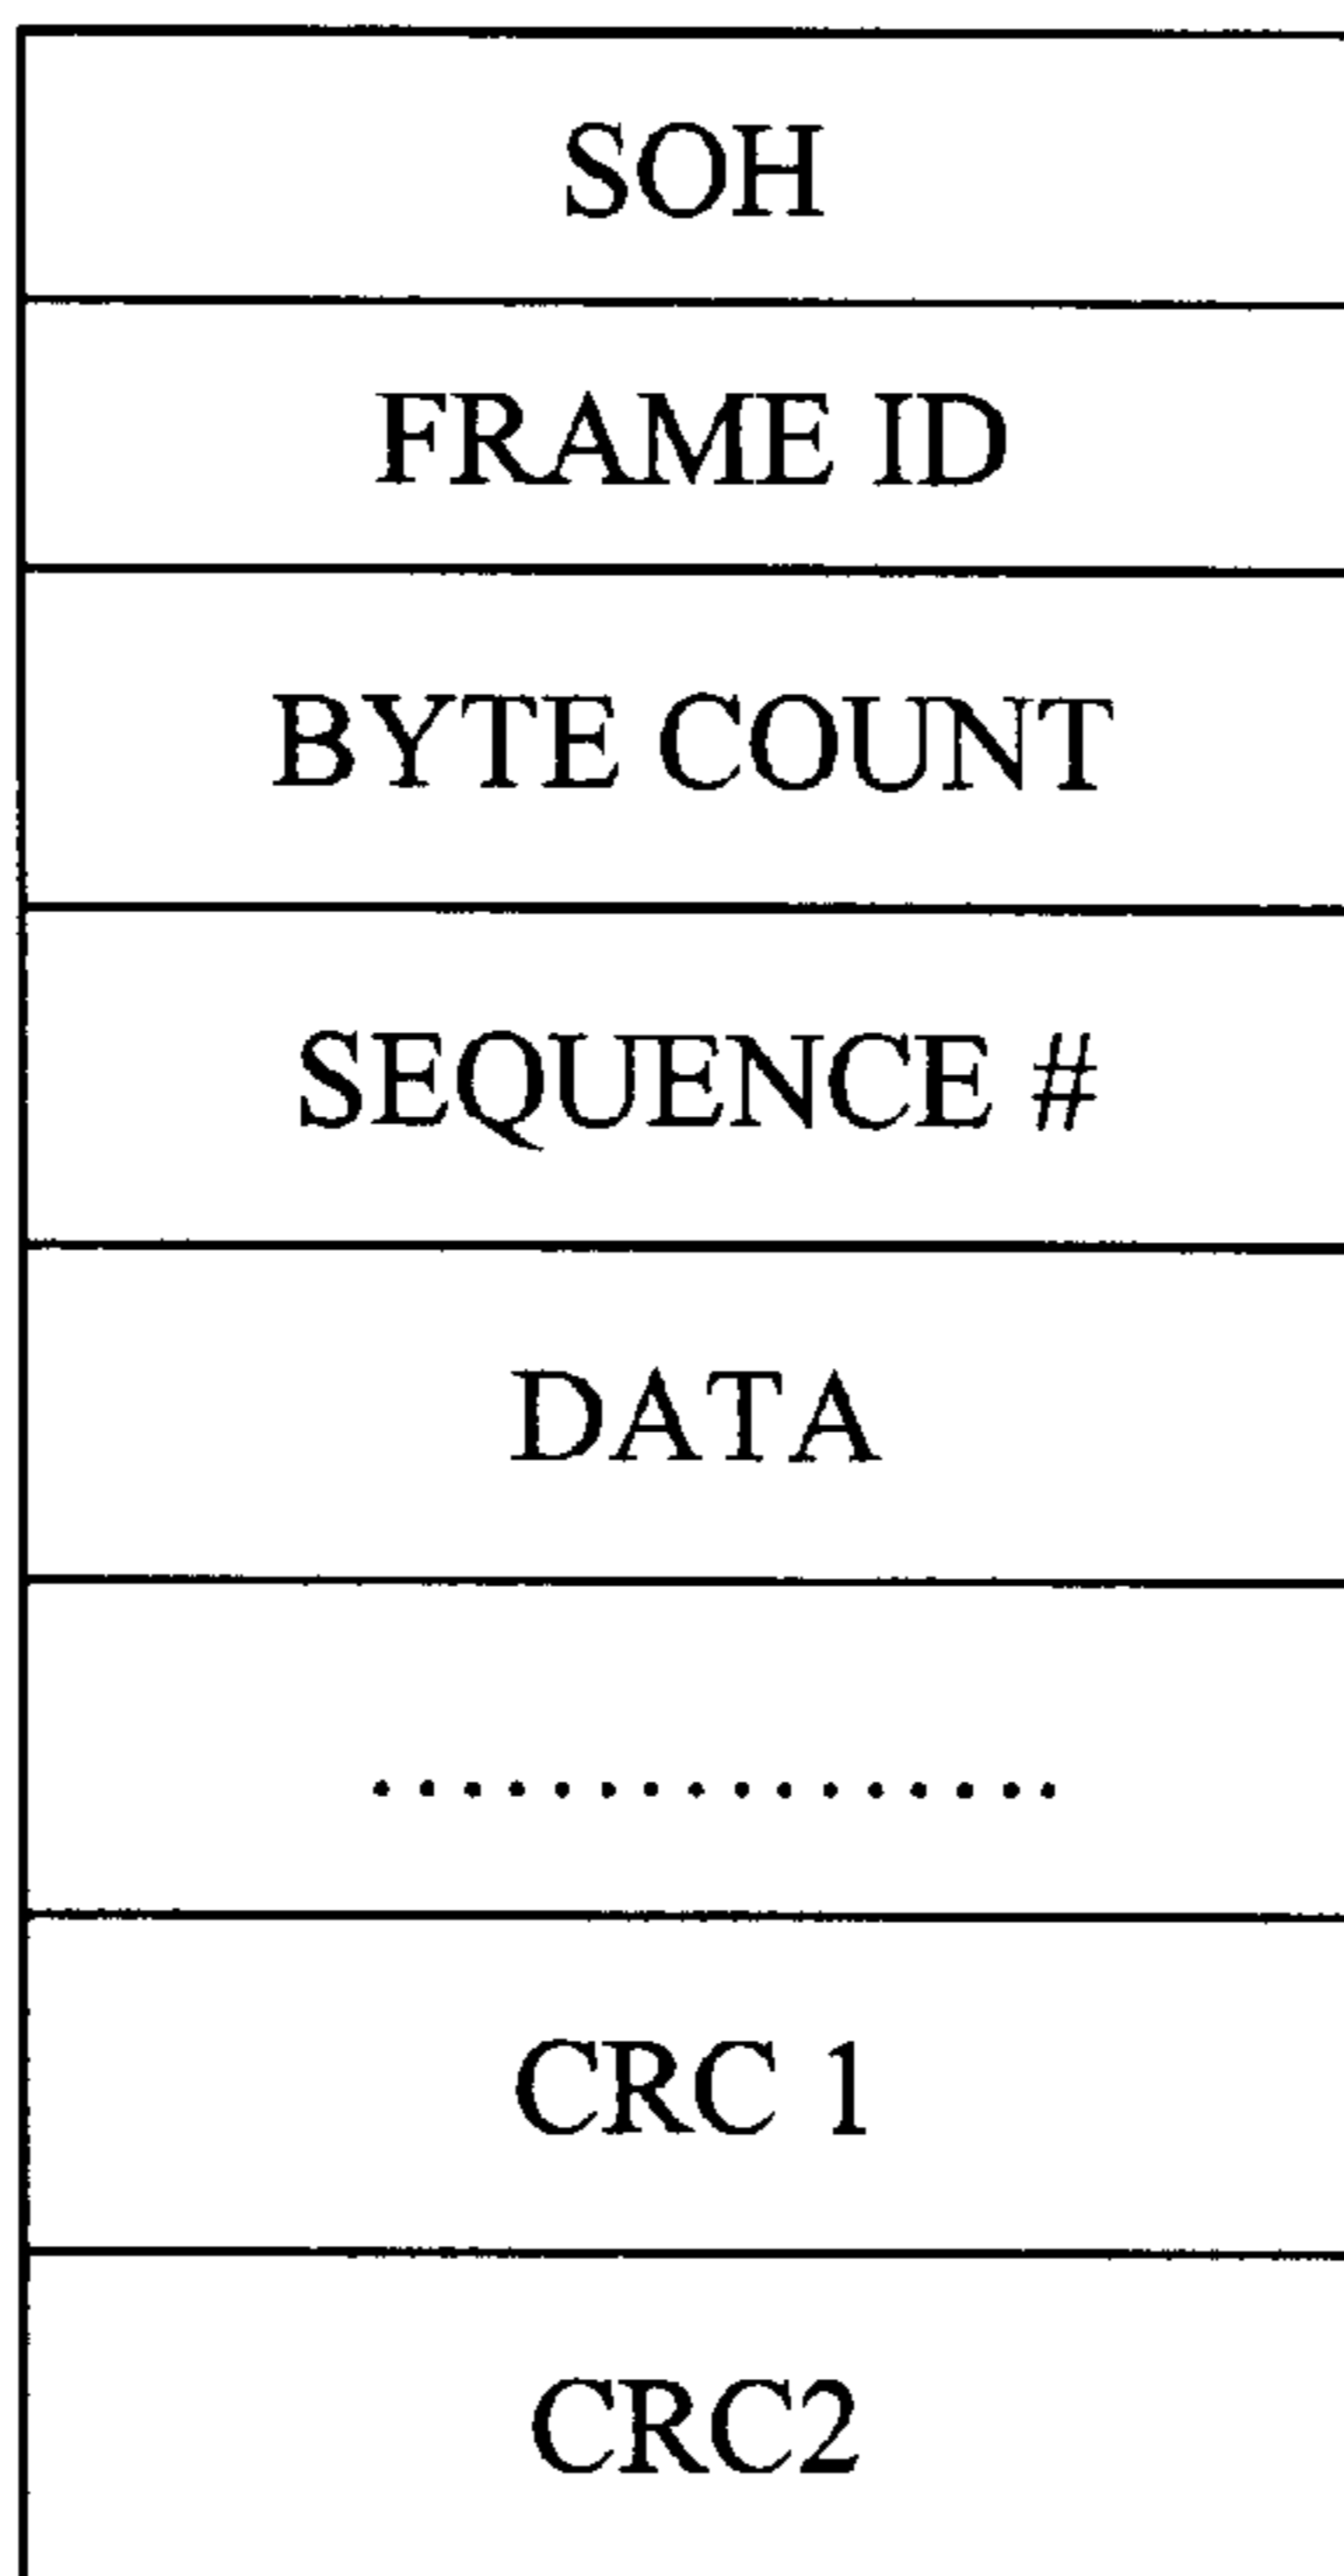 SOH
FRAME ID
BYTE COUNT
SEQUENCE #
DATA
................
CRC 1
CRC2